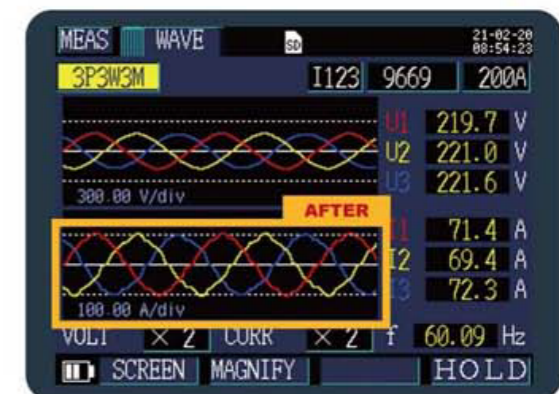 MEAS WAVE SD 21-02-20
08:54:23
3P3W3M I123 9669 200A
U1 219.7 V
U2 221.0 V
U3 221.6 V
300.00 V/div
AFTER
I1 71.4 A
I2 69.4 A
I3 72.3 A
100.00 A/div
VOLT × 2 CURR × 2 f 60.09 Hz
SCREEN MAGNIFY HOLD